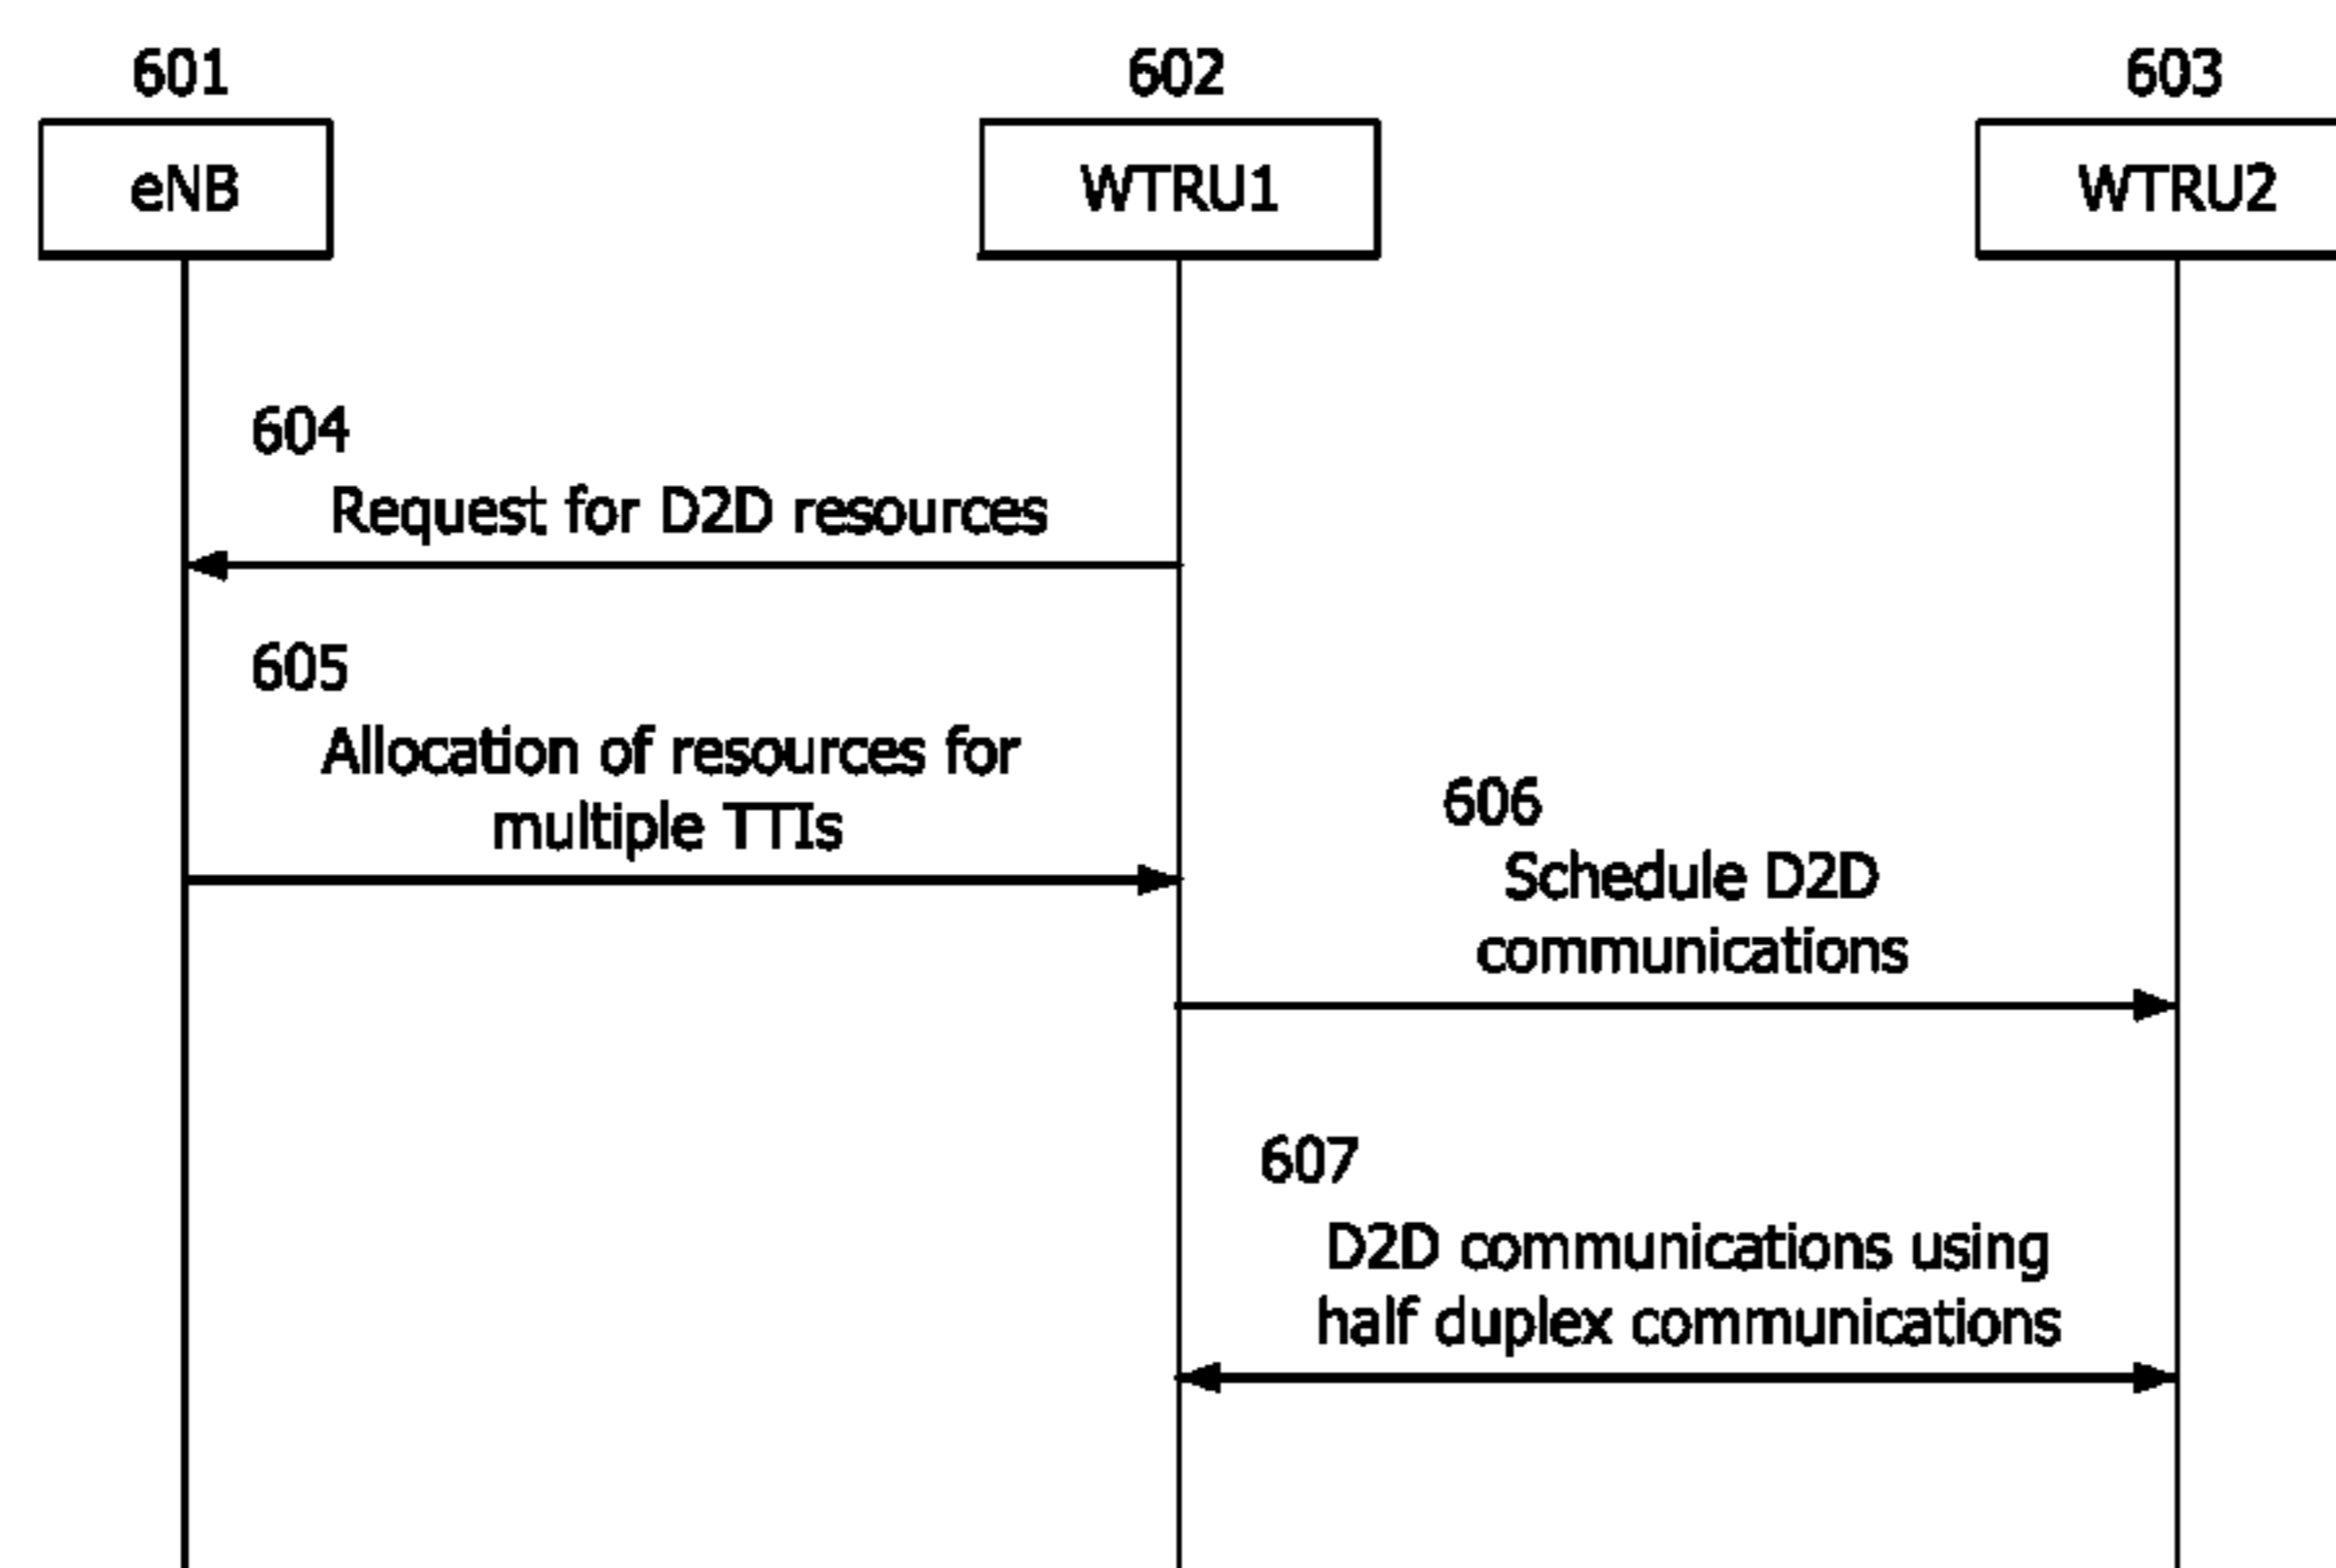 601
602
603
eNB
WTRU1
WTRU2
604
Request for D2D resources
605
Allocation of resources for
multiple TTIs
606
Schedule D2D
communications
607
D2D communications using
half duplex communications